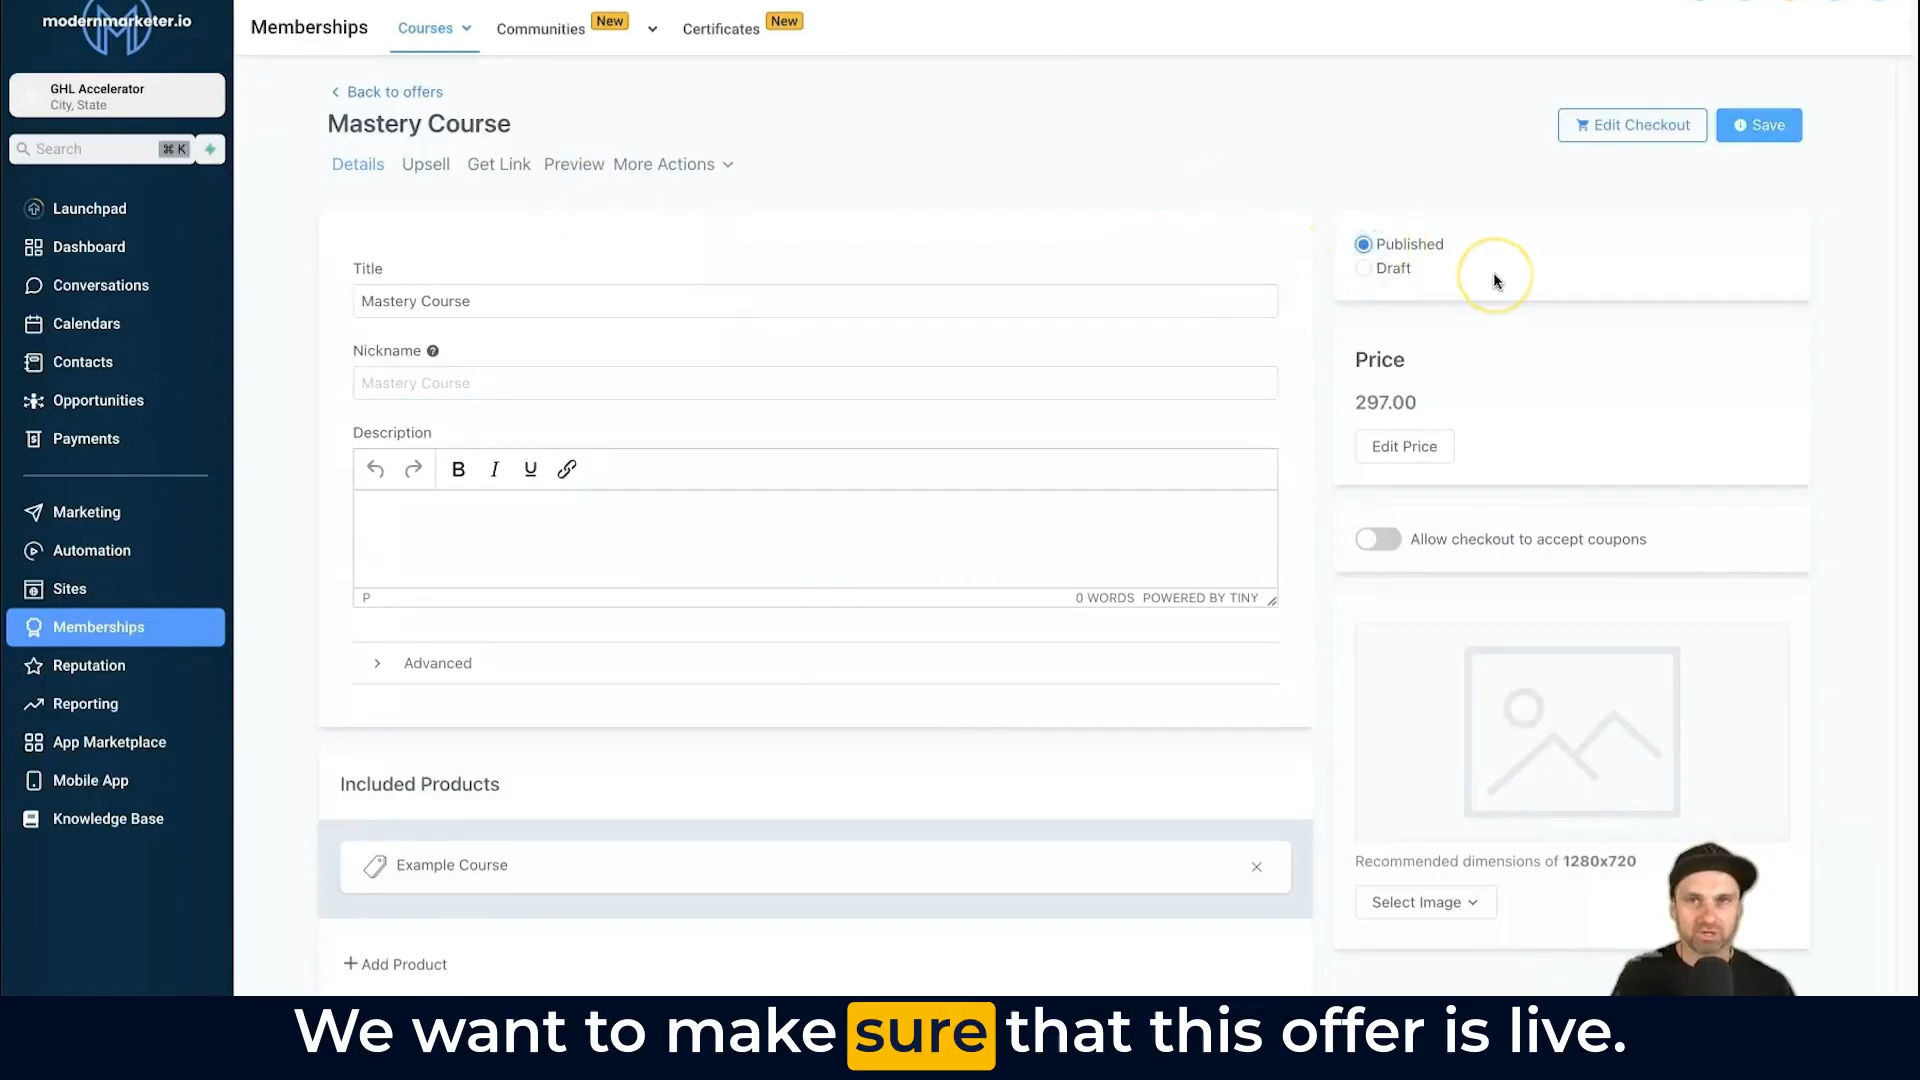 modernmarketer.io
GHL Accelerator
City, State
Search
⌘ K
Launchpad
Dashboard
Conversations
Calendars
Contacts
Opportunities
Payments
Marketing
Automation
Sites
Memberships
Reputation
Reporting
App Marketplace
Mobile App
Knowledge Base
Memberships Courses Communities New Certificates New
Back to offers
Mastery Course
Edit Checkout
Save
Details Upsell Get Link Preview More Actions
Title
Mastery Course
Nickname
Mastery Course
Description
B I U
P
0 WORDS POWERED BY TINY
Advanced
Included Products
Example Course
+ Add Product
Published
Draft
Price
297.00
Edit Price
Allow checkout to accept coupons
Recommended dimensions of 1280x720
Select Image
We want to make sure that this offer is live.